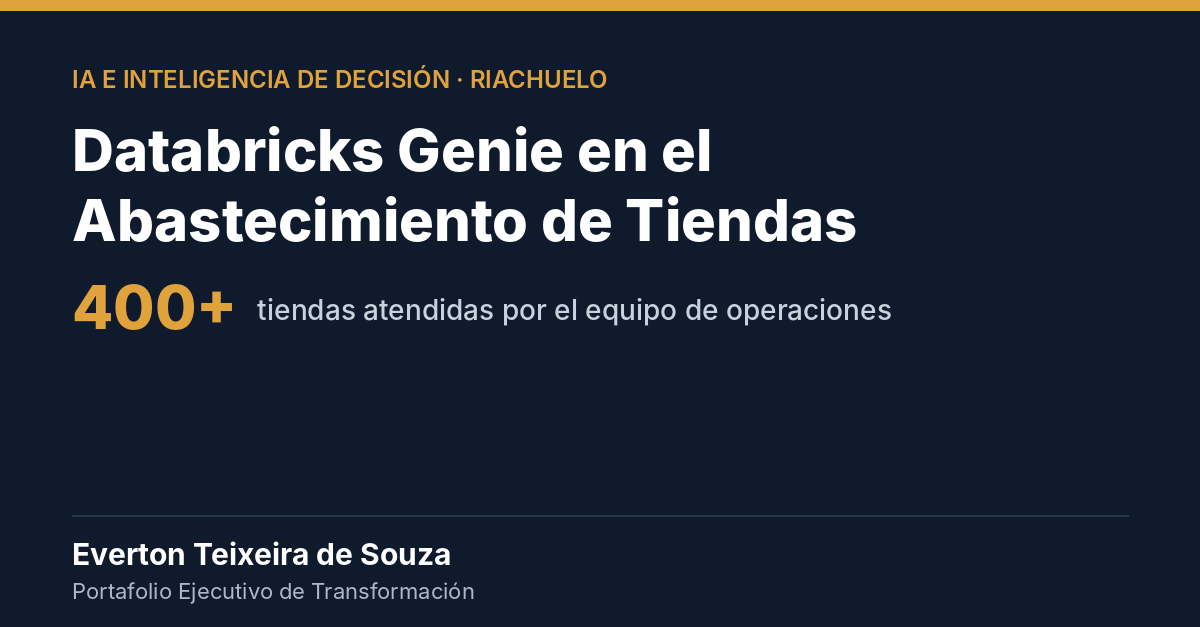 IA E INTELIGENCIA DE DECISIÓN · RIACHUELO
Databricks Genie en el
Abastecimiento de Tiendas
400+ tiendas atendidas por el equipo de operaciones
Everton Teixeira de Souza
Portafolio Ejecutivo de Transformación